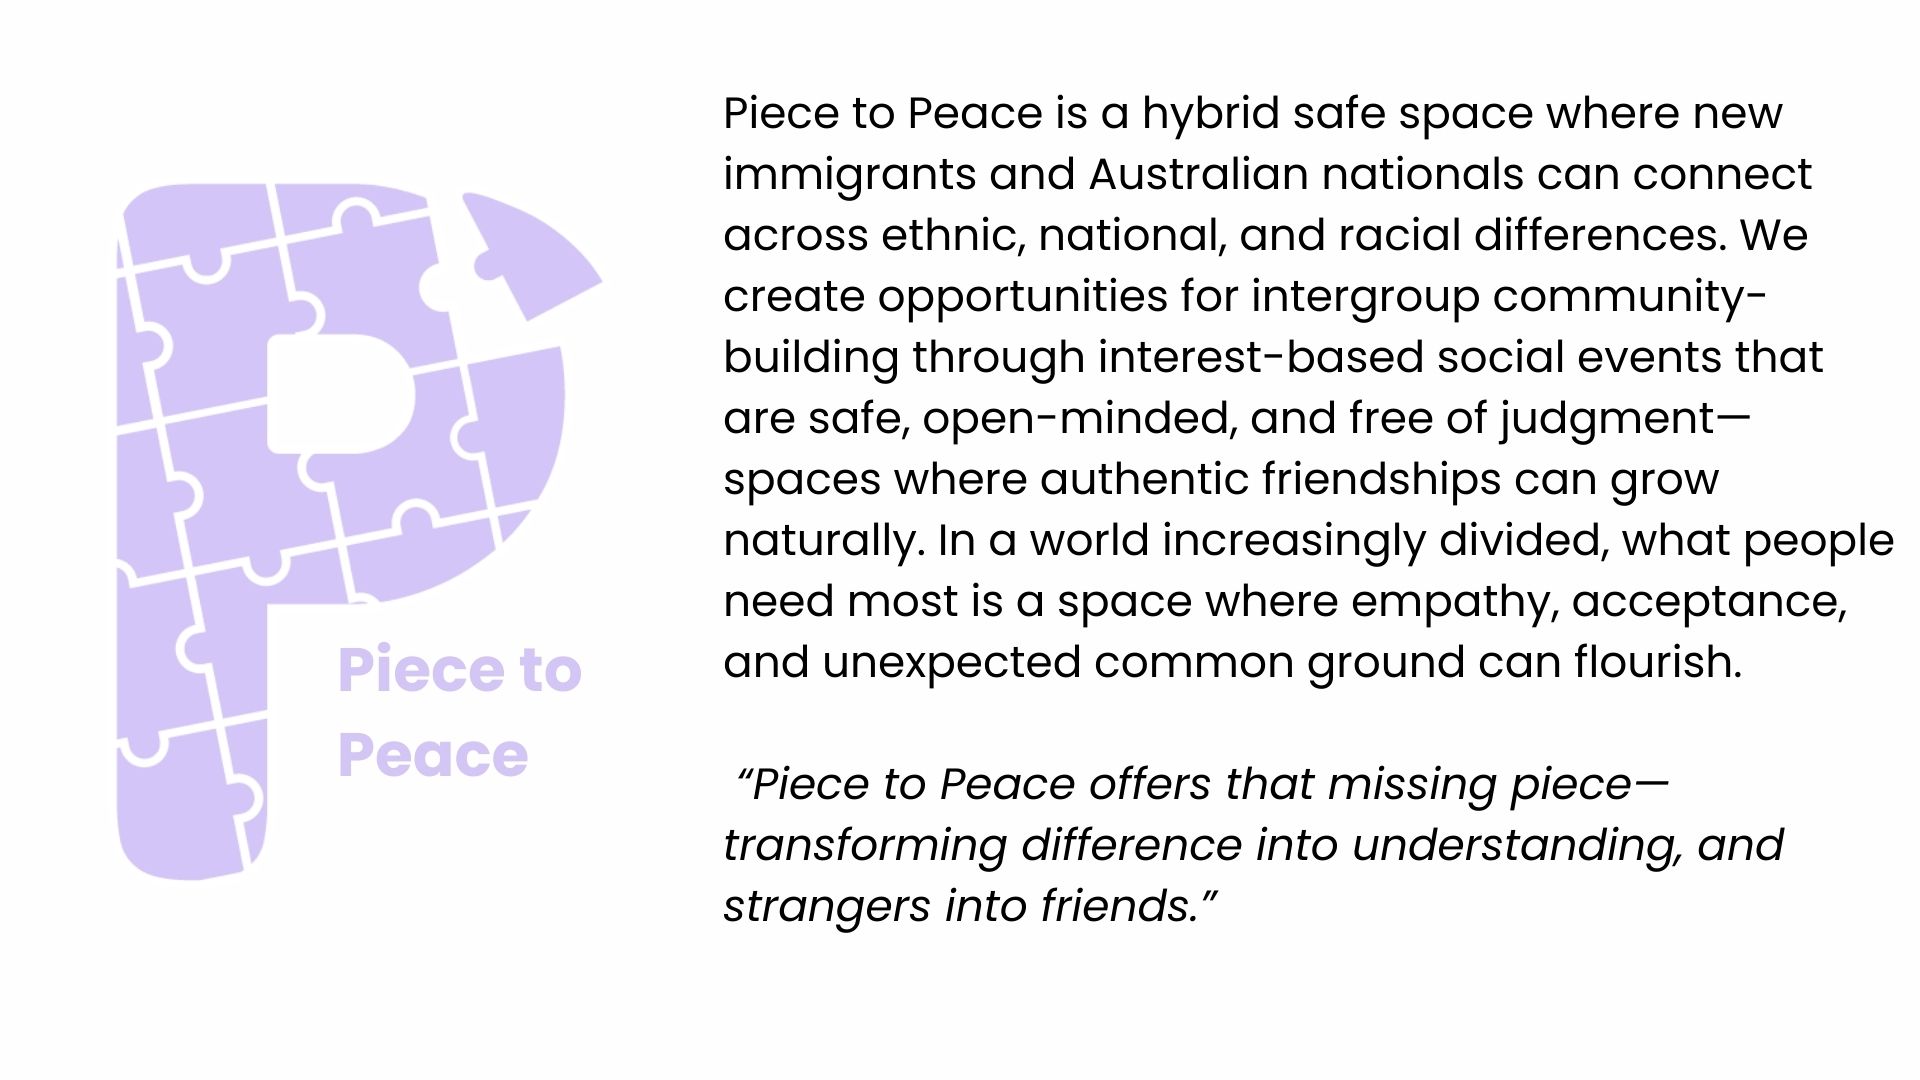 Piece to Peace is a hybrid safe space where new
immigrants and Australian nationals can connect
across ethnic, national, and racial differences. We
create opportunities for intergroup community-
building through interest-based social events that
are safe, open-minded, and free of judgment—
spaces where authentic friendships can grow
naturally. In a world increasingly divided, what people
need most is a space where empathy, acceptance,
and unexpected common ground can flourish.
“Piece to Peace offers that missing piece—
transforming difference into understanding, and
strangers into friends.”
Piece to
Peace